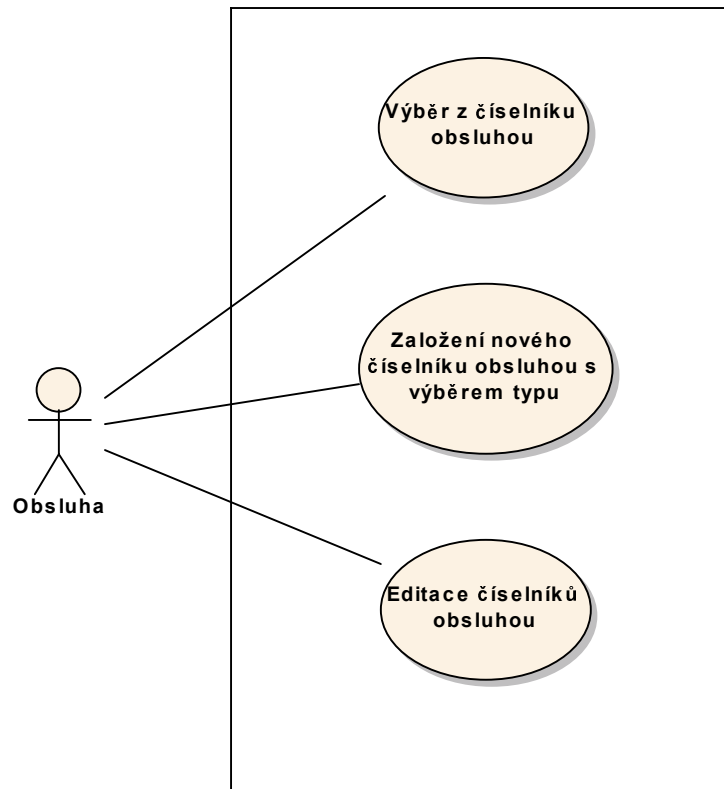 Výběr z číselníku
obsluhou
Založení nového
číselníku obsluhou s
výběrem typu
Obsluha
Editace číselníků
obsluhou